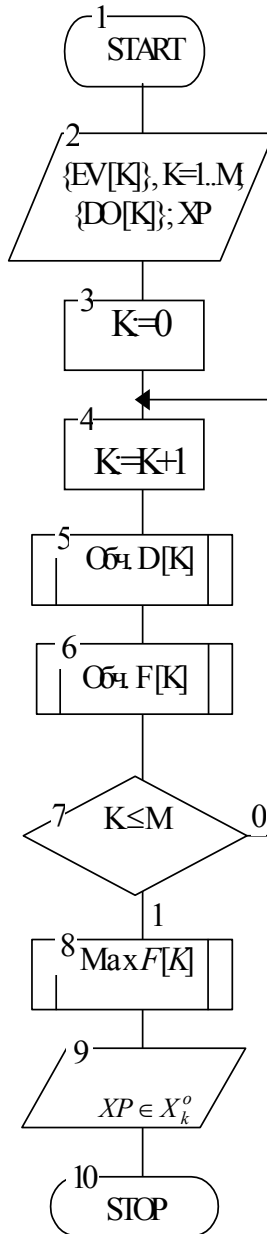 1
START
2
{EV[K]}, K=1..M,
{DO[K]}; XP
3
K:=0
4
K:=K+1
5
Обч. D[K]
6
Обч. F[K]
7
K≤M
0
1
8
Max F[K]
9
XP ∈ X_k^o
10
STOP